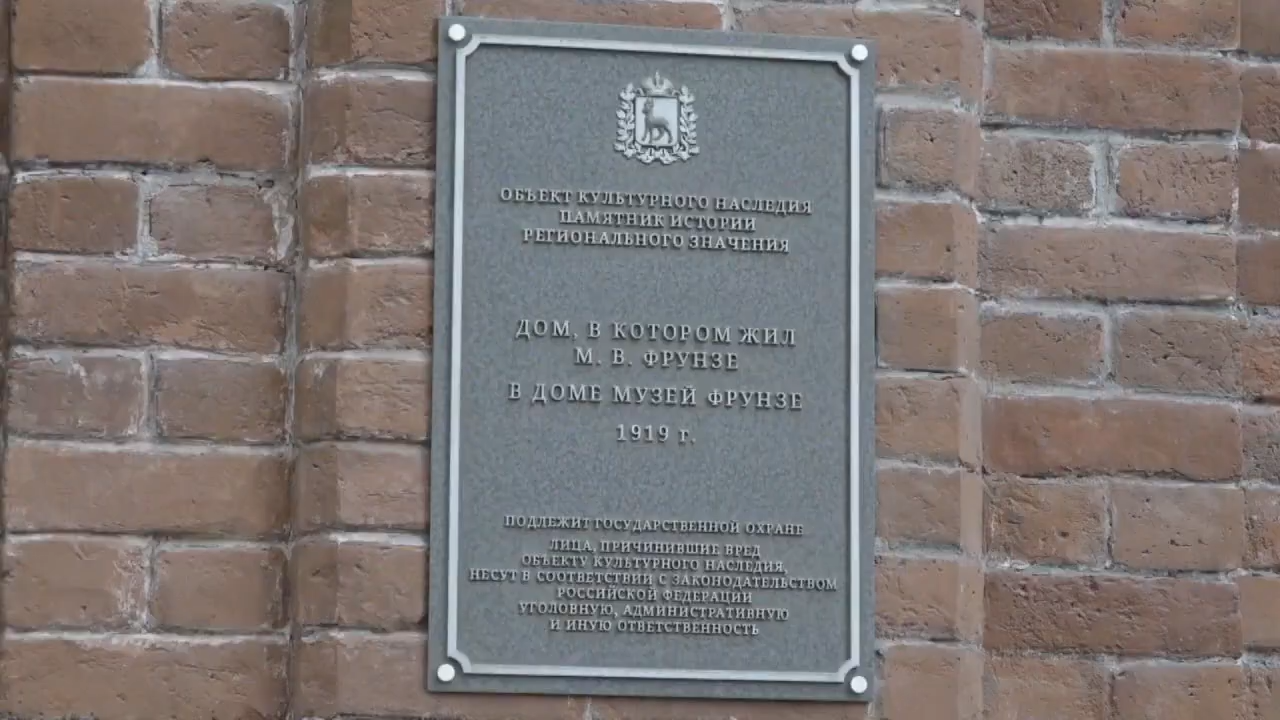 ОБЪЕКТ КУЛЬТУРНОГО НАСЛЕДИЯ
ПАМЯТНИК ИСТОРИИ
РЕГИОНАЛЬНОГО ЗНАЧЕНИЯ
ДОМ, В КОТОРОМ ЖИЛ
М. В. ФРУНЗЕ
В ДОМЕ МУЗЕЙ ФРУНЗЕ
1919 г.
ПОДЛЕЖИТ ГОСУДАРСТВЕННОЙ ОХРАНЕ
ЛИЦА, ПРИЧИНИВШИЕ ВРЕД
ОБЪЕКТУ КУЛЬТУРНОГО НАСЛЕДИЯ,
НЕСУТ В СООТВЕТСТВИИ С ЗАКОНОДАТЕЛЬСТВОМ
РОССИЙСКОЙ ФЕДЕРАЦИИ
УГОЛОВНУЮ, АДМИНИСТРАТИВНУЮ
И ИНУЮ ОТВЕТСТВЕННОСТЬ